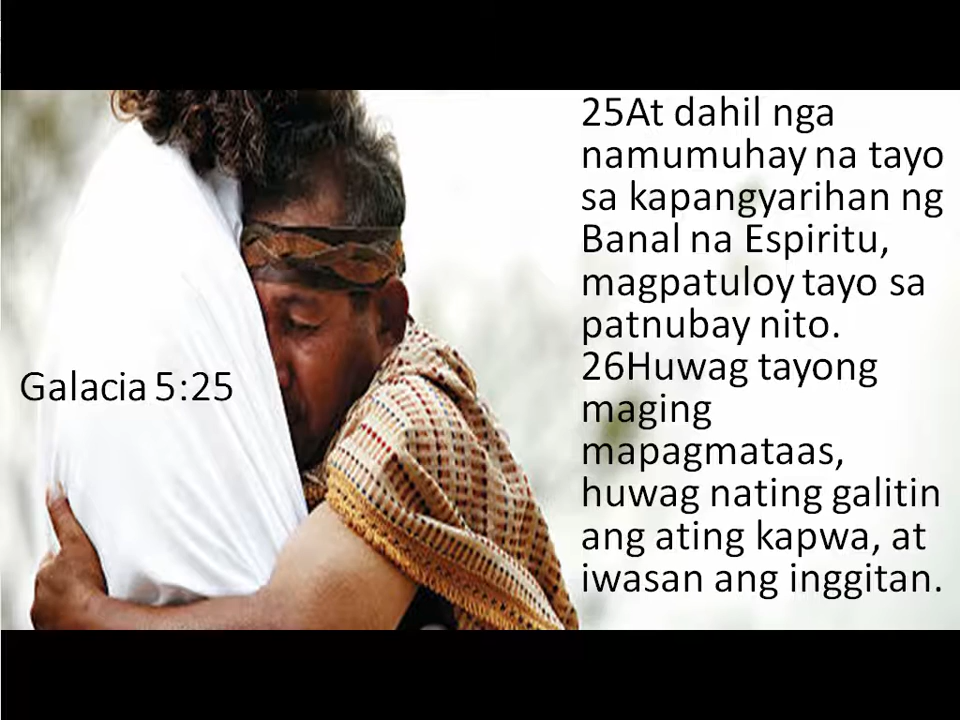 Galacia 5:25
25At dahil nga
namumuhay na tayo
sa kapangyarihan ng
Banal na Espiritu,
magpatuloy tayo sa
patnubay nito.
26Huwag tayong
maging
mapagmataas,
huwag nating galitin
ang ating kapwa, at
iwasan ang inggitan.